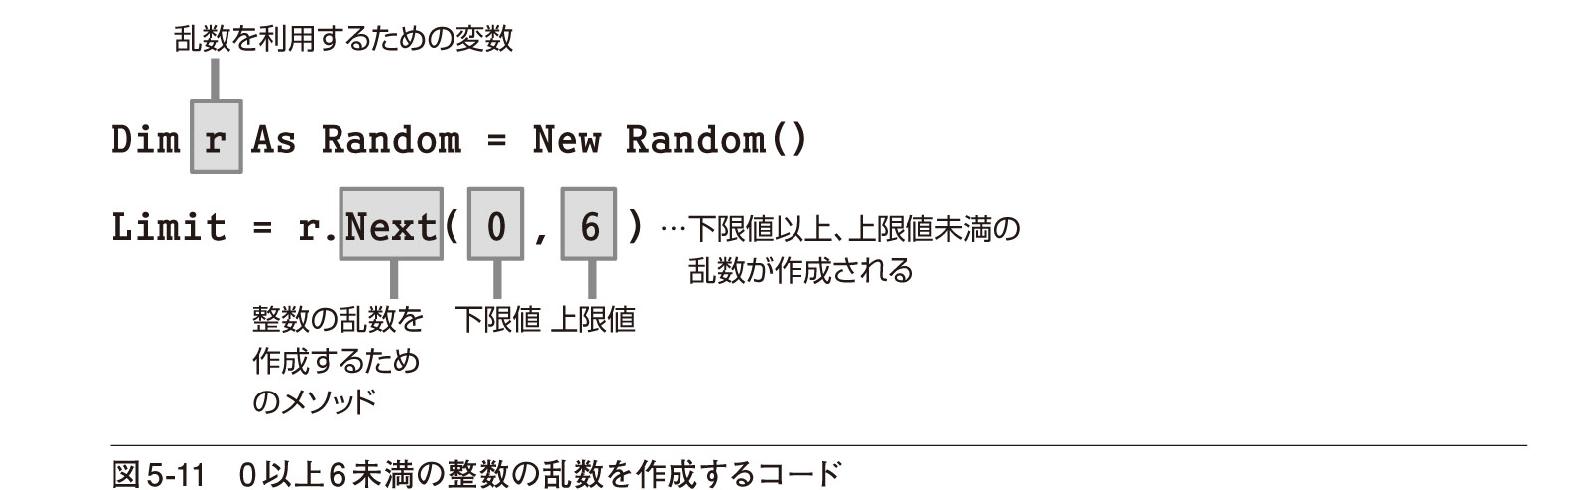 乱数を利用するための変数
Dim r As Random = New Random()
Limit = r.Next( 0 , 6 ) …下限値以上、上限値未満の
乱数が作成される
整数の乱数を
作成するため
のメソッド
下限値 上限値
図5-11 0以上6未満の整数の乱数を作成するコード